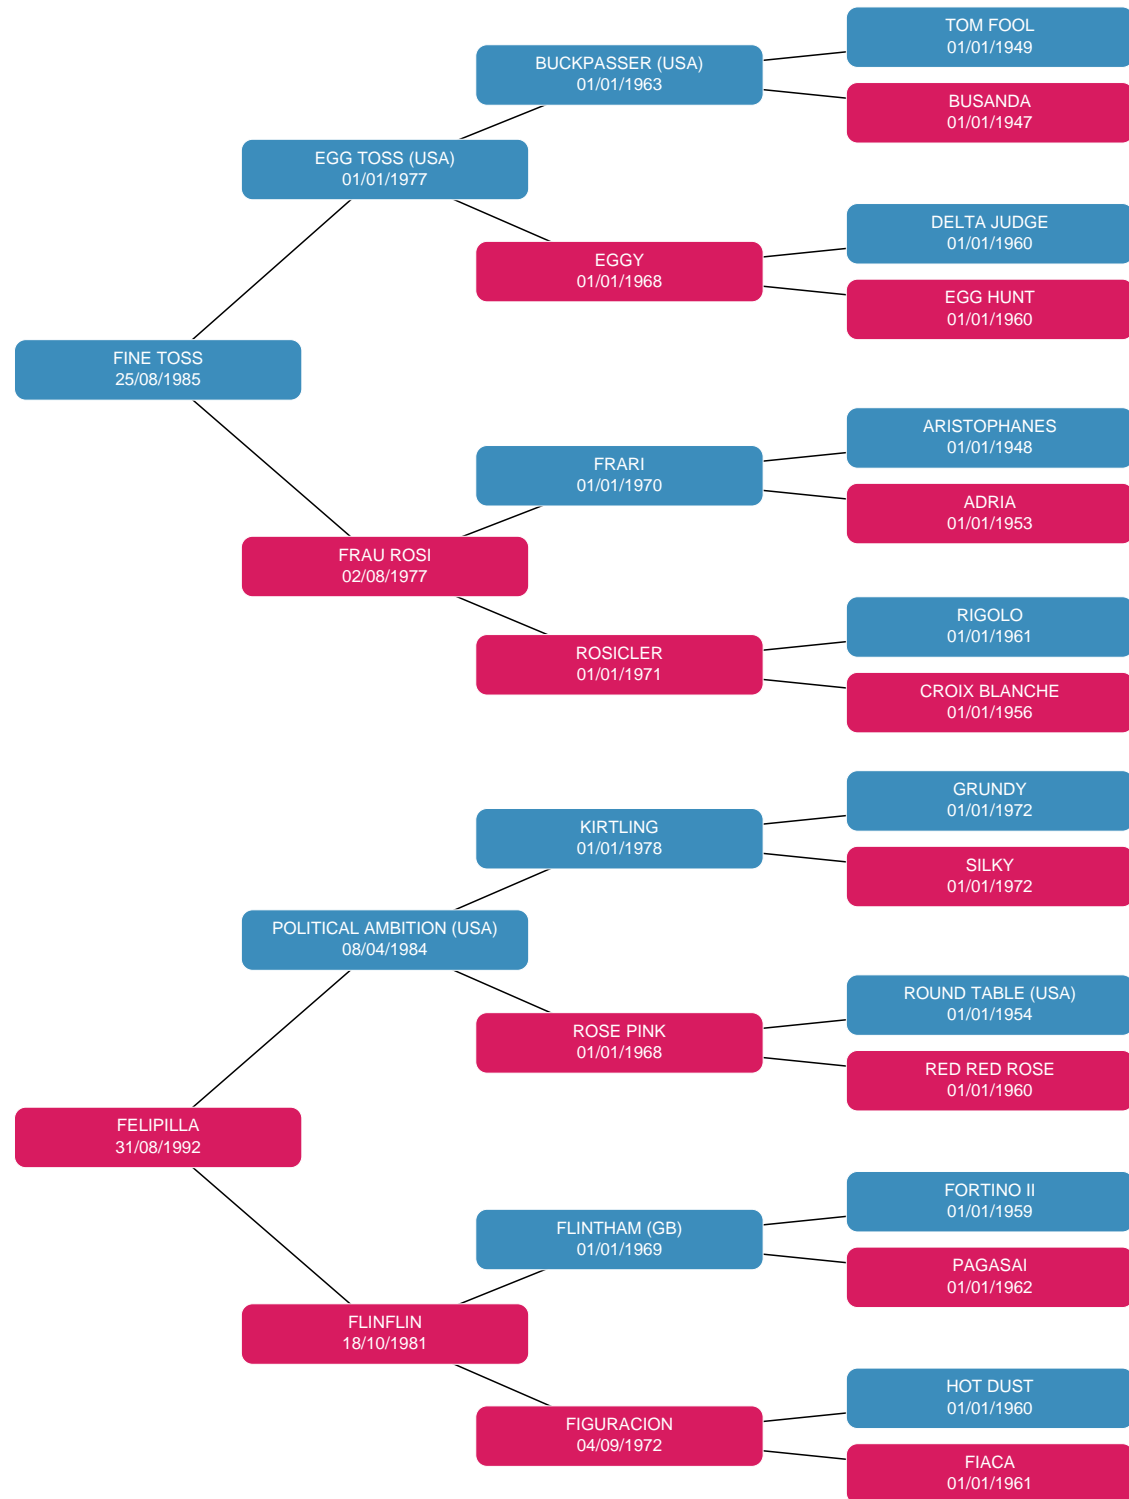 TOM FOOL
01/01/1949
BUCKPASSER (USA)
01/01/1963
BUSANDA
01/01/1947
EGG TOSS (USA)
01/01/1977
DELTA JUDGE
01/01/1960
EGGY
01/01/1968
EGG HUNT
01/01/1960
FINE TOSS
25/08/1985
ARISTOPHANES
01/01/1948
FRARI
01/01/1970
ADRIA
01/01/1953
FRAU ROSI
02/08/1977
RIGOLO
01/01/1961
ROSICLER
01/01/1971
CROIX BLANCHE
01/01/1956
GRUNDY
01/01/1972
KIRTLING
01/01/1978
SILKY
01/01/1972
POLITICAL AMBITION (USA)
08/04/1984
ROUND TABLE (USA)
01/01/1954
ROSE PINK
01/01/1968
RED RED ROSE
01/01/1960
FELIPILLA
31/08/1992
FORTINO II
01/01/1959
FLINTHAM (GB)
01/01/1969
PAGASAI
01/01/1962
FLINFLIN
18/10/1981
HOT DUST
01/01/1960
FIGURACION
04/09/1972
FIACA
01/01/1961